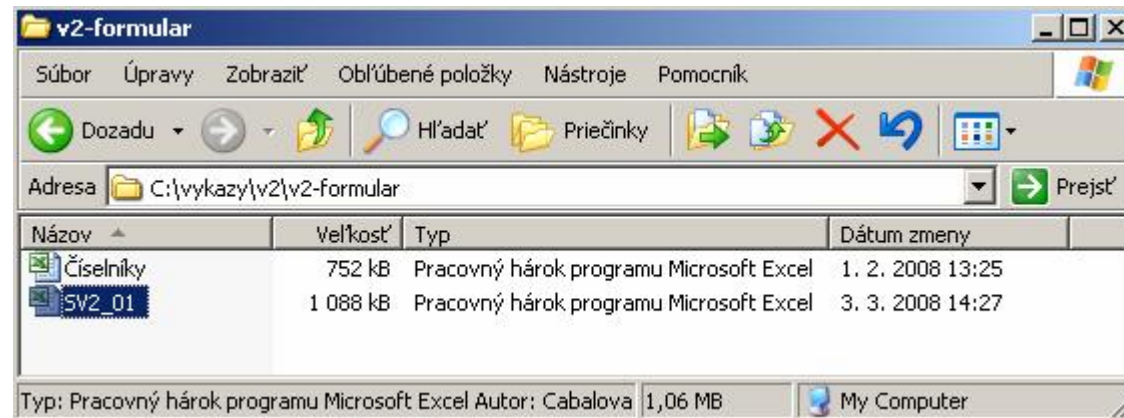 v2-formular
Súbor Úpravy Zobraziť Obľúbené položky Nástroje Pomocník
Dozadu Hľadať Priečinky
Adresa C:\vykazy\v2\v2-formular Prejsť
Názov Veľkosť Typ Dátum zmeny
Číselníky 752 kB Pracovný hárok programu Microsoft Excel 1. 2. 2008 13:25
SV2_01 1 088 kB Pracovný hárok programu Microsoft Excel 3. 3. 2008 14:27
Typ: Pracovný hárok programu Microsoft Excel Autor: Cabalova 1,06 MB My Computer